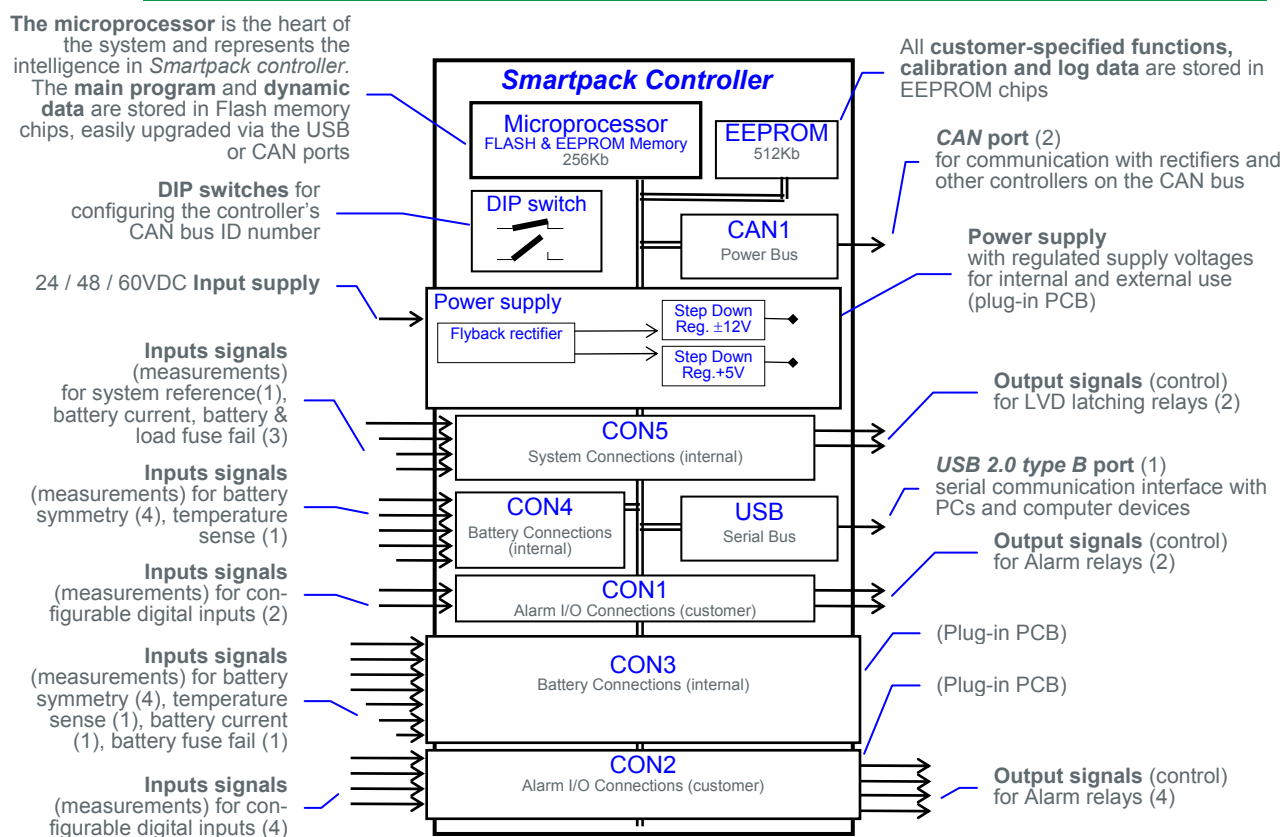 The microprocessor is the heart of
the system and represents the
intelligence in Smartpack controller.
The main program and dynamic
data are stored in Flash memory
chips, easily upgraded via the USB
or CAN ports
DIP switches for
configuring the controller's
CAN bus ID number
24 / 48 / 60VDC Input supply
Inputs signals
(measurements)
for system reference(1),
battery current, battery &
load fuse fail (3)
Inputs signals
(measurements) for battery
symmetry (4), temperature
sense (1)
Inputs signals
(measurements) for con-
figurable digital inputs (2)
Inputs signals
(measurements) for battery
symmetry (4), temperature
sense (1), battery current
(1), battery fuse fail (1)
Inputs signals
(measurements) for con-
figurable digital inputs (4)
Smartpack Controller
Microprocessor
FLASH & EEPROM Memory
256Kb
EEPROM
512Kb
DIP switch
CAN1
Power Bus
Power supply
Flyback rectifier
Step Down
Reg. ±12V
Step Down
Reg.+5V
CON5
System Connections (internal)
CON4
Battery Connections
(internal)
USB
Serial Bus
CON1
Alarm I/O Connections (customer)
CON3
Battery Connections (internal)
CON2
Alarm I/O Connections (customer)
All customer-specified functions,
calibration and log data are stored in
EEPROM chips
CAN port (2)
for communication with rectifiers and
other controllers on the CAN bus
Power supply
with regulated supply voltages
for internal and external use
(plug-in PCB)
Output signals (control)
for LVD latching relays (2)
USB 2.0 type B port (1)
serial communication interface with
PCs and computer devices
Output signals (control)
for Alarm relays (2)
(Plug-in PCB)
(Plug-in PCB)
Output signals (control)
for Alarm relays (4)